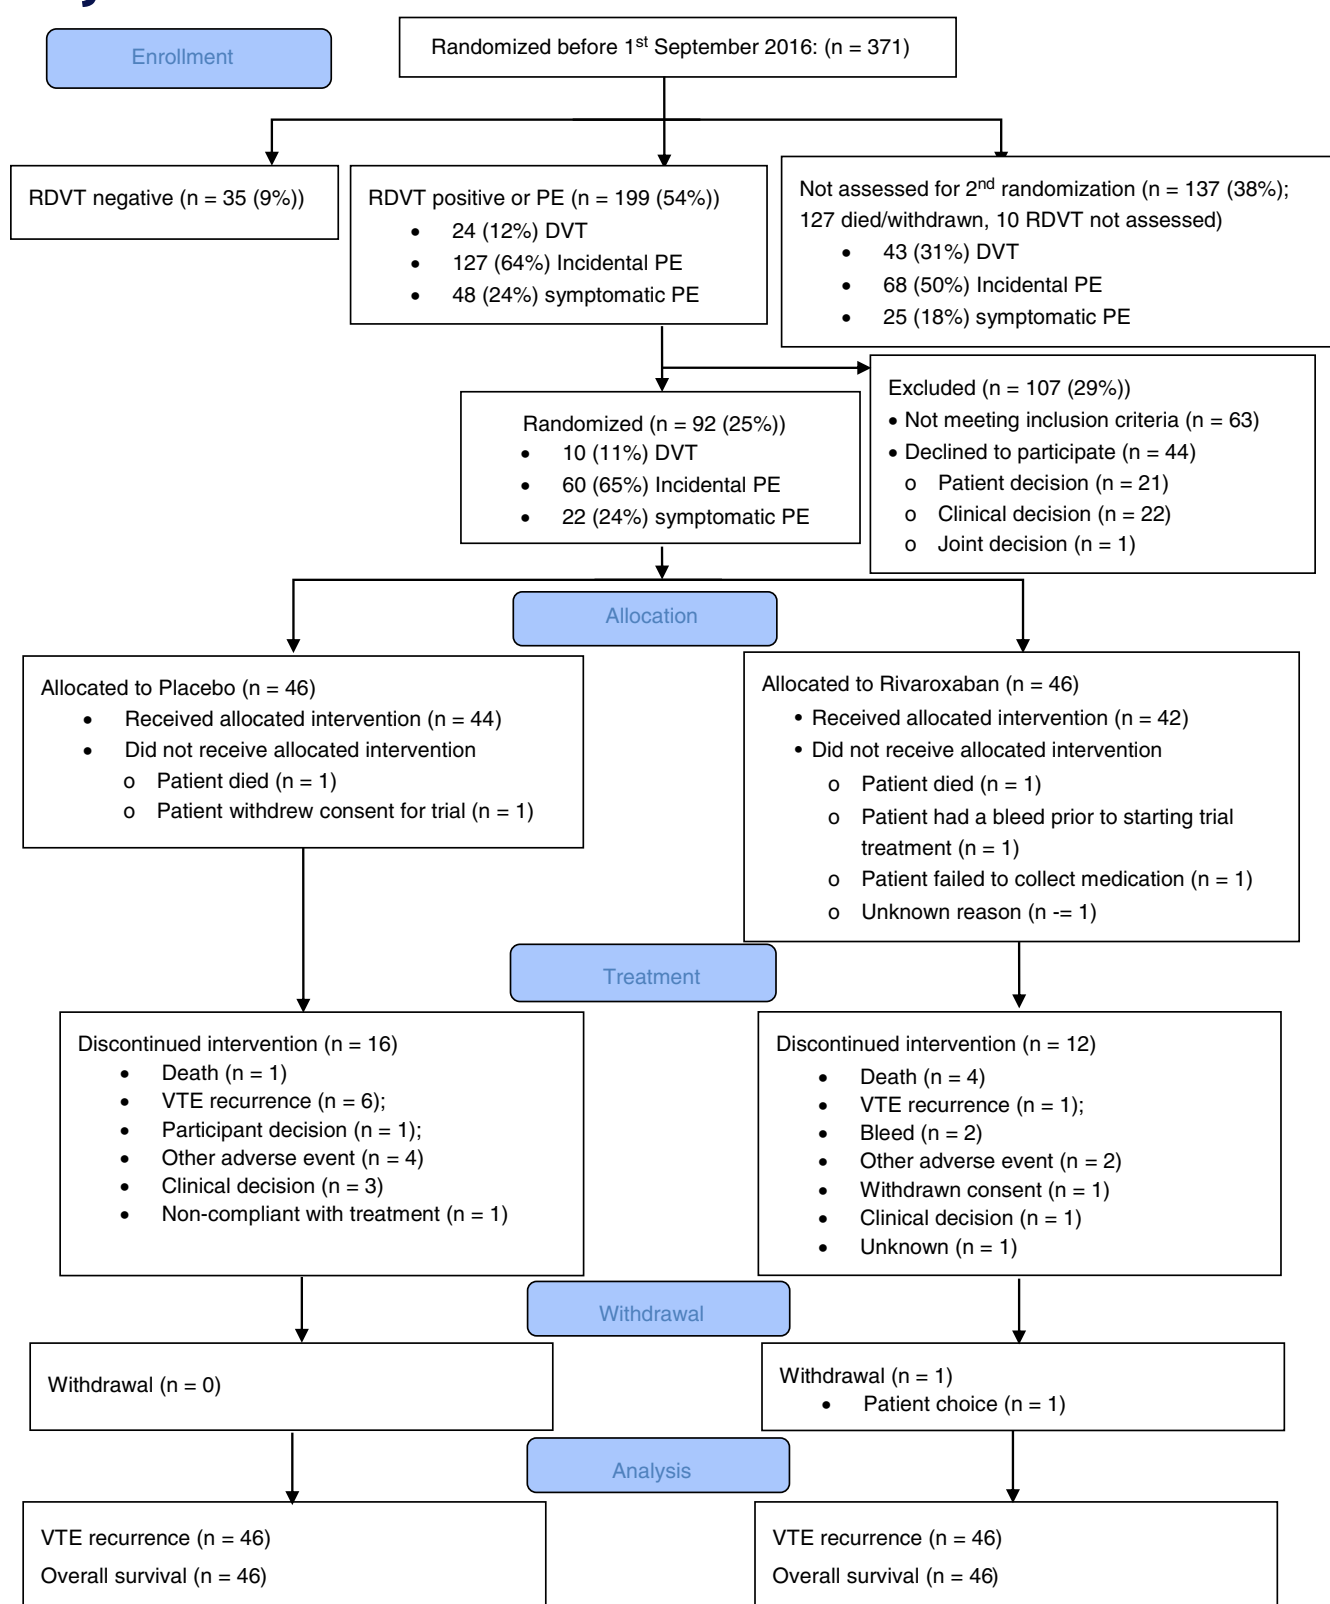 Enrollment
Randomized before 1st September 2016: (n = 371)
RDVT negative (n = 35 (9%))
RDVT positive or PE (n = 199 (54%))
• 24 (12%) DVT
• 127 (64%) Incidental PE
• 48 (24%) symptomatic PE
Not assessed for 2nd randomization (n = 137 (38%);
127 died/withdrawn, 10 RDVT not assessed)
• 43 (31%) DVT
• 68 (50%) Incidental PE
• 25 (18%) symptomatic PE
Excluded (n = 107 (29%))
• Not meeting inclusion criteria (n = 63)
• Declined to participate (n = 44)
o Patient decision (n = 21)
o Clinical decision (n = 22)
o Joint decision (n = 1)
Randomized (n = 92 (25%))
• 10 (11%) DVT
• 60 (65%) Incidental PE
• 22 (24%) symptomatic PE
Allocation
Allocated to Placebo (n = 46)
• Received allocated intervention (n = 44)
• Did not receive allocated intervention
o Patient died (n = 1)
o Patient withdrew consent for trial (n = 1)
Allocated to Rivaroxaban (n = 46)
• Received allocated intervention (n = 42)
• Did not receive allocated intervention
o Patient died (n = 1)
o Patient had a bleed prior to starting trial
treatment (n = 1)
o Patient failed to collect medication (n = 1)
o Unknown reason (n -= 1)
Treatment
Discontinued intervention (n = 16)
• Death (n = 1)
• VTE recurrence (n = 6);
• Participant decision (n = 1);
• Other adverse event (n = 4)
• Clinical decision (n = 3)
• Non-compliant with treatment (n = 1)
Discontinued intervention (n = 12)
• Death (n = 4)
• VTE recurrence (n = 1);
• Bleed (n = 2)
• Other adverse event (n = 2)
• Withdrawn consent (n = 1)
• Clinical decision (n = 1)
• Unknown (n = 1)
Withdrawal
Withdrawal (n = 0)
Withdrawal (n = 1)
• Patient choice (n = 1)
Analysis
VTE recurrence (n = 46)
Overall survival (n = 46)
VTE recurrence (n = 46)
Overall survival (n = 46)